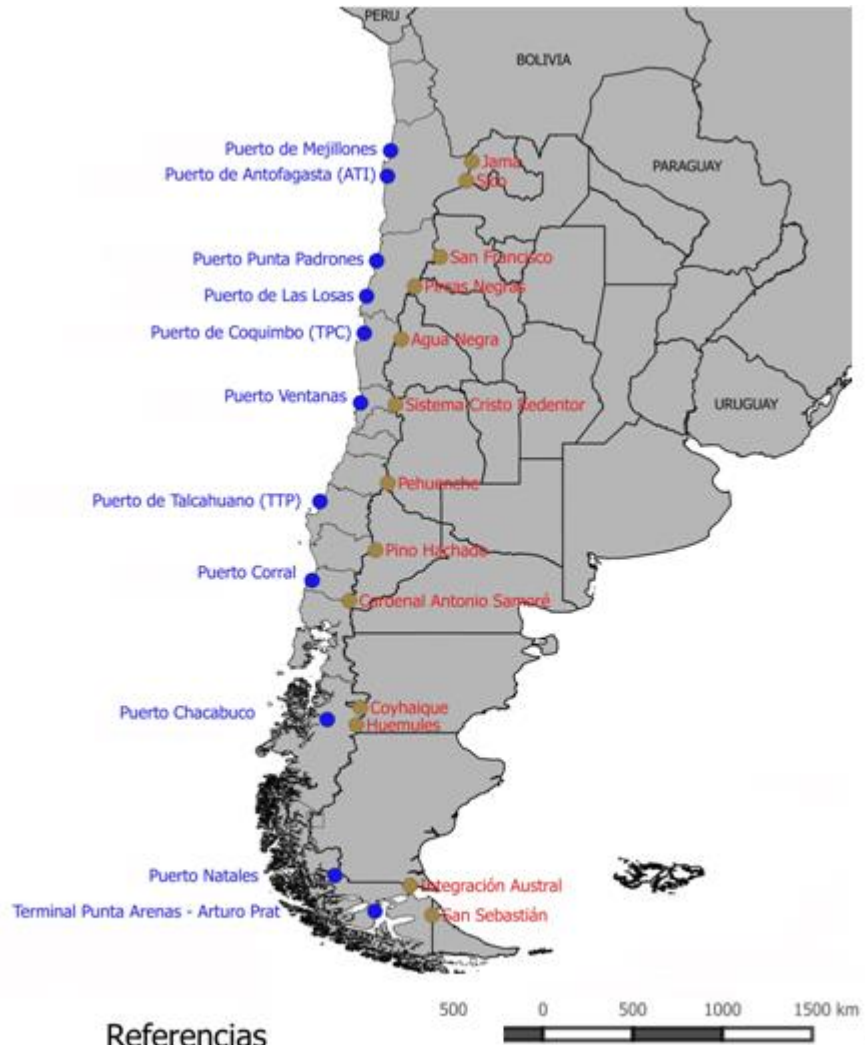 PERU
BOLIVIA
Puerto de Mejillones
Jama
PARAGUAY
Puerto de Antofagasta (ATI)
Sico
Puerto Punta Padrones
San Francisco
Pircas Negras
Puerto de Las Losas
Puerto de Coquimbo (TPC)
Agua Negra
Puerto Ventanas
Sistema Cristo Redentor
URUGUAY
Pehuenche
Puerto de Talcahuano (TTP)
Pino Hachado
Puerto Corral
Cardenal Antonio Samoré
Coyhaique
Puerto Chacabuco
Huemules
Puerto Natales
Integración Austral
Terminal Punta Arenas - Arturo Prat
San Sebastián
500 0 500 1000 1500 km
Referencias